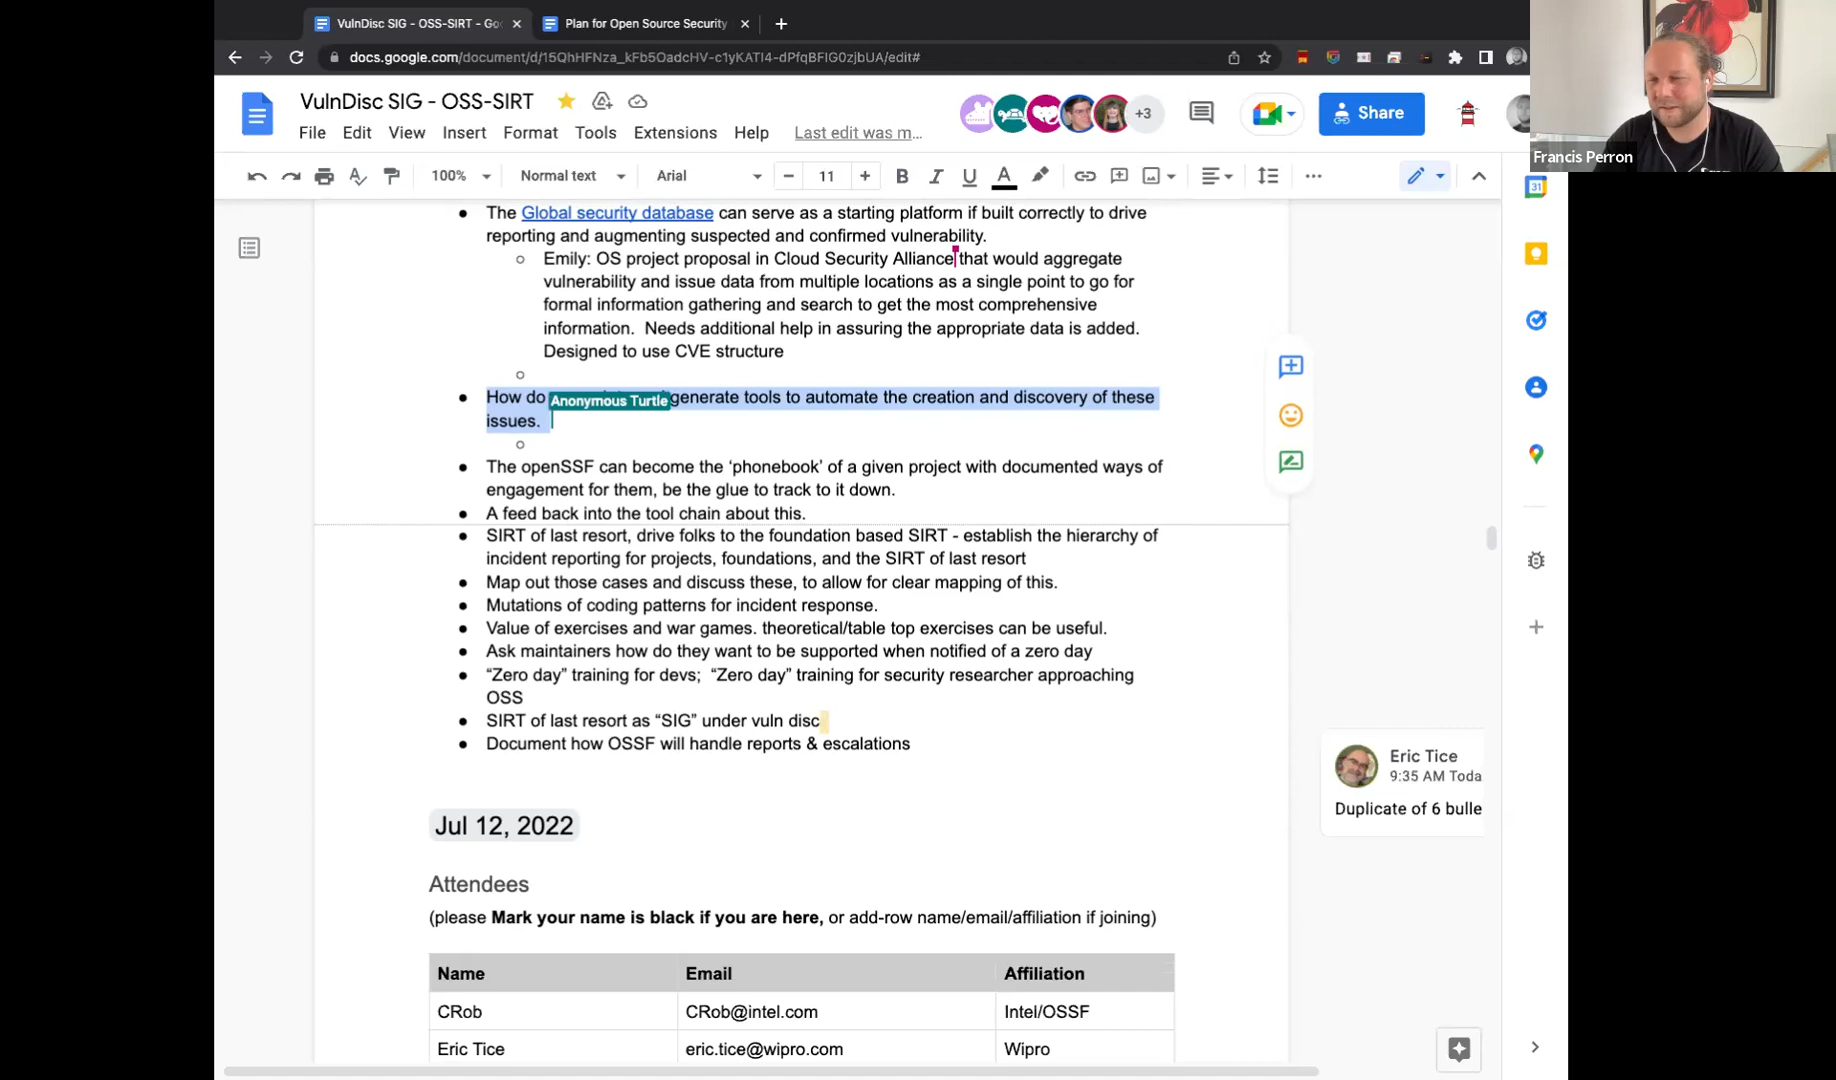 VulnDisc SIG - OSS-SIRT - Go
Plan for Open Source Security
docs.google.com/document/d/15QhHFNza_kFb5OadcHV-c1yKATI4-dPfqBFIG0zjbUA/edit#
VulnDisc SIG - OSS-SIRT
+3
Share
File Edit View Insert Format Tools Extensions Help Last edit was m…
Francis Perron
100% Normal text Arial 11
31
The Global security database can serve as a starting platform if built correctly to drive
reporting and augmenting suspected and confirmed vulnerability.
Emily: OS project proposal in Cloud Security Alliance that would aggregate
vulnerability and issue data from multiple locations as a single point to go for
formal information gathering and search to get the most comprehensive
information. Needs additional help in assuring the appropriate data is added.
Designed to use CVE structure
How do Anonymous Turtle generate tools to automate the creation and discovery of these
issues.
The openSSF can become the ‘phonebook’ of a given project with documented ways of
engagement for them, be the glue to track to it down.
A feed back into the tool chain about this.
SIRT of last resort, drive folks to the foundation based SIRT - establish the hierarchy of
incident reporting for projects, foundations, and the SIRT of last resort
Map out those cases and discuss these, to allow for clear mapping of this.
Mutations of coding patterns for incident response.
Value of exercises and war games. theoretical/table top exercises can be useful.
Ask maintainers how do they want to be supported when notified of a zero day
“Zero day” training for devs; “Zero day” training for security researcher approaching
OSS
SIRT of last resort as “SIG” under vuln disc
Document how OSSF will handle reports & escalations
Eric Tice
9:35 AM Toda
Duplicate of 6 bulle
Jul 12, 2022
Attendees
(please Mark your name is black if you are here, or add-row name/email/affiliation if joining)
Name Email Affiliation
CRob CRob@intel.com Intel/OSSF
Eric Tice eric.tice@wipro.com Wipro